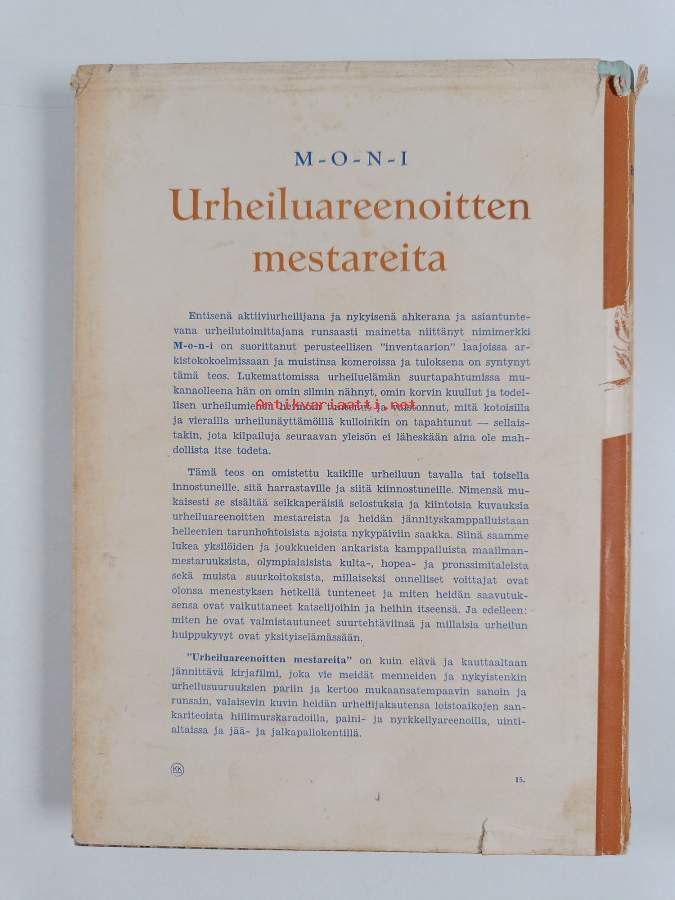 M-O-N-I
Urheiluareenoitten
mestareita
Entisenä aktiiviurheilijana ja nykyisenä ahkerana ja asiantunte-
vana urheilutoimittajana runsaasti mainetta niittänyt nimimerkki
M-o-n-i on suorittanut perusteellisen "inventaarion" laajoissa ar-
kistokokoelmissaan ja muistinsa komeroissa ja tuloksena on syntynyt
tämä teos. Lukemattomissa urheiluelämän suurtapahtumissa mu-
kanaolleena hän on omin silmin nähnyt, omin korvin kuullut ja todel-
Antikvariaatti.net
lisen urheilumiehen hermoin tuntenut ja vaistonnut, mitä kotoisilla
ja vierailla urheilunäyttämöillä kulloinkin on tapahtunut — sellais-
takin, jota kilpailuja seuraavan yleisön ei läheskään aina ole mah-
dollista itse todeta.
Tämä teos on omistettu kaikille urheiluun tavalla tai toisella
innostuneille, sitä harrastaville ja siitä kiinnostuneille. Nimensä mu-
kaisesti se sisältää seikkaperäisiä selostuksia ja kiintoisia kuvauksia
urheiluareenoitten mestareista ja heidän jännityskamppailuistaan
helleenien tarunhohtoisista ajoista nykypäiviin saakka. Siinä saamme
lukea yksilöiden ja joukkueiden ankarista kamppailuista maailman-
mestaruuksista, olympialaisista kulta-, hopea- ja pronssimitaleista
sekä muista suurkoitoksista, millaiseksi onnelliset voittajat ovat
olonsa menestyksen hetkellä tunteneet ja miten heidän saavutuk-
sensa ovat vaikuttaneet katselijoihin ja heihin itseensä. Ja edelleen:
miten he ovat valmistautuneet suurtehtäviinsä ja millaisia urheilun
huippukyvyt ovat yksityiselämässään.
"Urheiluareenoitten mestareita" on kuin elävä ja kauttaaltaan
jännittävä kirjafilmi, joka vie meidät menneiden ja nykyistenkin
urheilusuuruuksien pariin ja kertoo mukaansatempaavin sanoin ja
runsain, valaisevin kuvin heidän urheilijakautensa loistoaikojen san-
kariteoista hiilimurskaradoilla, paini- ja nyrkkeilyareenoilla, uinti-
altaissa ja jää- ja jalkapallokentillä.
KK
15.